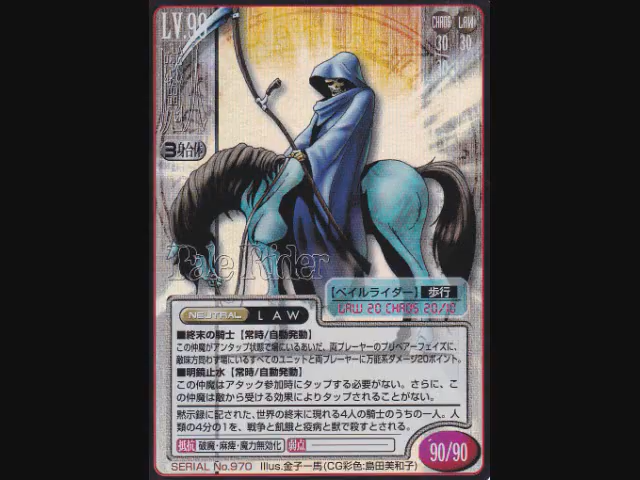 LV.90
CHAOS LAW
30 30
3身合体
Pale Rider
【ペイルライダー】 歩行
LAW 20 CHAOS 20/10
NEUTRAL LAW
■終末の騎士【常時/自動発動】
この仲魔がアンタップ状態で場にいるあいだ、両プレーヤーのプリペアーフェイズに、
敵味方問わず場にいるすべてのユニットと両プレーヤーに万能系ダメージ20ポイント。
■明鏡止水【常時/自動発動】
この仲魔はアタック参加時にタップする必要がない。さらに、こ
の仲魔は敵から受ける効果によりタップされることがない。
黙示録に記された、世界の終末に現れる4人の騎士のうちの一人。人
類の4分の1を、戦争と飢餓と疫病と獣で殺すとされる。
抵抗 破魔・麻痺・魔力無効化 弱点
90/90
SERIAL No.970 Illus.金子一馬(CG彩色:島田美和子)